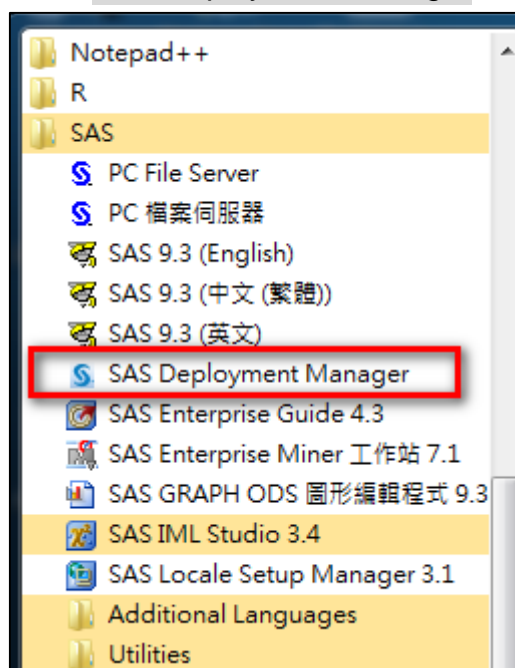 Notepad++
R
SAS
PC File Server
PC 檔案伺服器
SAS 9.3 (English)
SAS 9.3 (中文 (繁體))
SAS 9.3 (英文)
SAS Deployment Manager
SAS Enterprise Guide 4.3
SAS Enterprise Miner 工作站 7.1
SAS GRAPH ODS 圖形編輯程式 9.3
SAS IML Studio 3.4
SAS Locale Setup Manager 3.1
Additional Languages
Utilities